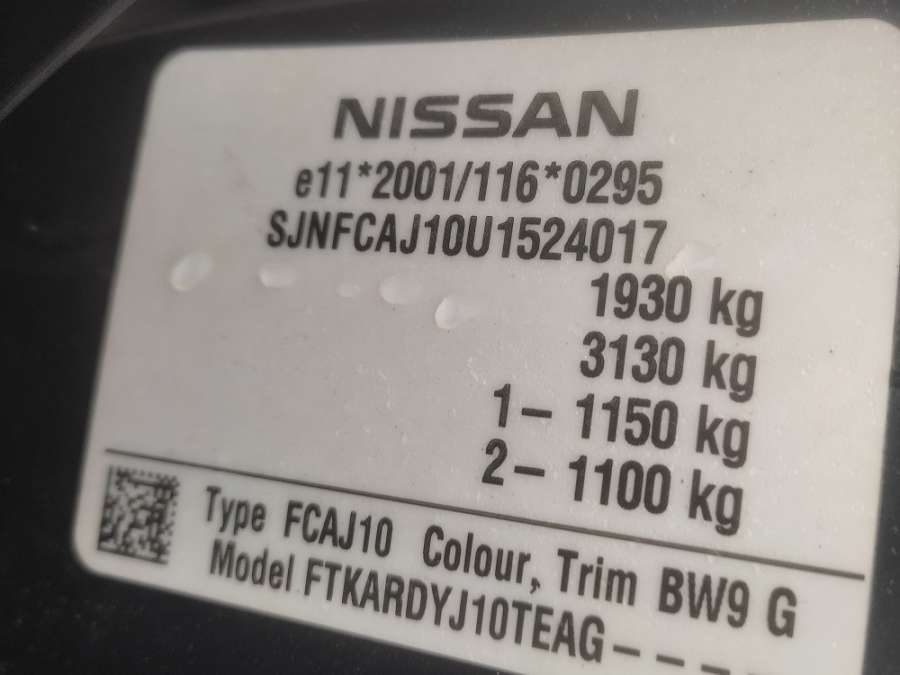 NISSAN
e11*2001/116*0295
SJNFCAJ10U1524017
1930 kg
3130 kg
1– 1150 kg
2– 1100 kg
Type FCAJ10 Colour, Trim BW9 G
Model FTKARDYJ10TEAG– – – –